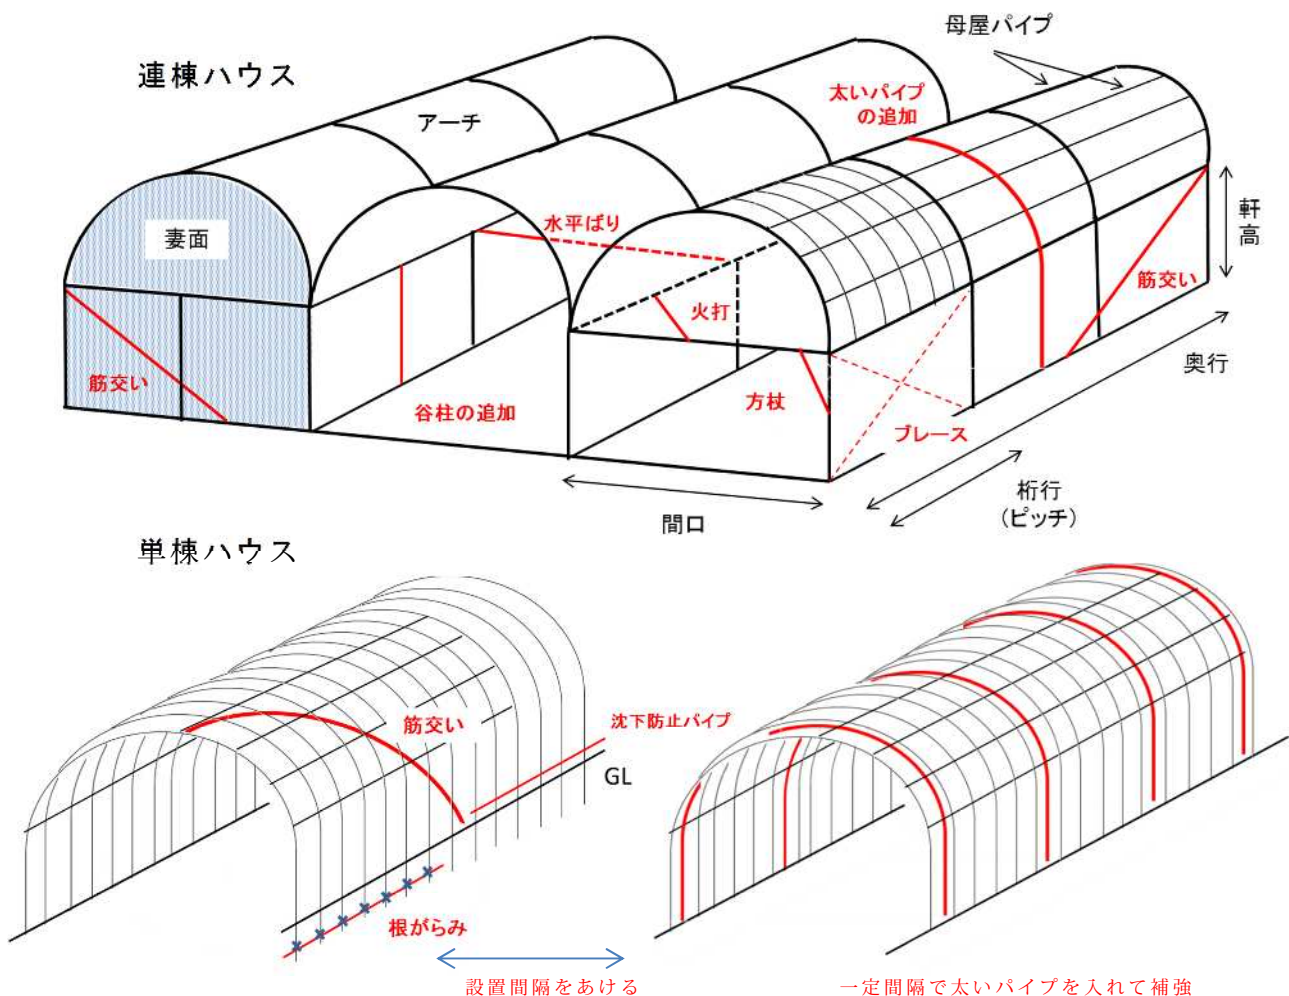 母屋パイプ
連棟ハウス
太いパイプ
の追加
アーチ
水平ばり
妻面
軒
高
筋交い
火打
奥行
筋交い
方杖
谷柱の追加
ブレース
桁行
(ピッチ)
間口
単棟ハウス
筋交い
沈下防止パイプ
GL
根がらみ
設置間隔をあける
一定間隔で太いパイプを入れて補強